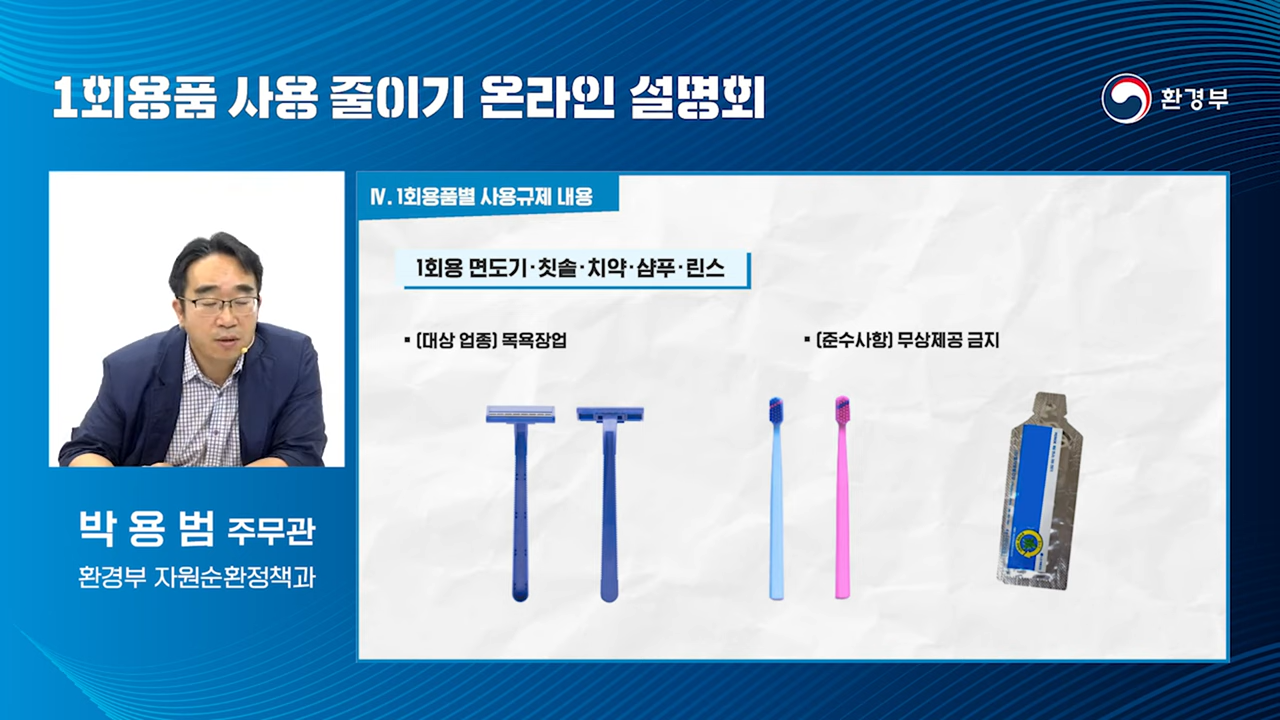 1회용품 사용 줄이기 온라인 설명회
환경부
Ⅳ. 1회용품별 사용규제 내용
1회용 면도기·칫솔·치약·샴푸·린스
▪ (대상 업종) 목욕장업
▪ (준수사항) 무상제공 금지
박용범 주무관
환경부 자원순환정책과